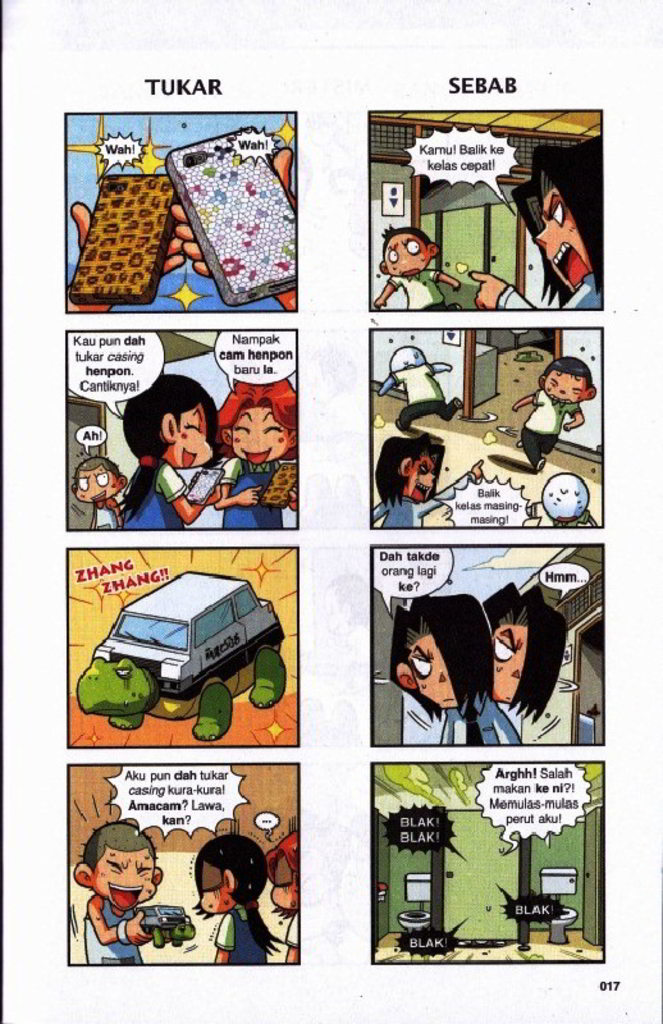 TUKAR
Wah!
Wah!
Kau pun dah
tukar casing
henpon.
Cantiknya!
Nampak
cam henpon
baru la.
Ah!
ZHANG
ZHANG!!
Aku pun dah tukar
casing kura-kura!
Amacam? Lawa,
kan?
...
SEBAB
Kamu! Balik ke
kelas cepat!
Balik
kelas masing-
masing!
Dah takde
orang lagi
ke?
Hmm...
Arghh! Salah
makan ke ni?!
Memulas-mulas
perut aku!
BLAK!
BLAK!
BLAK!
BLAK!
017